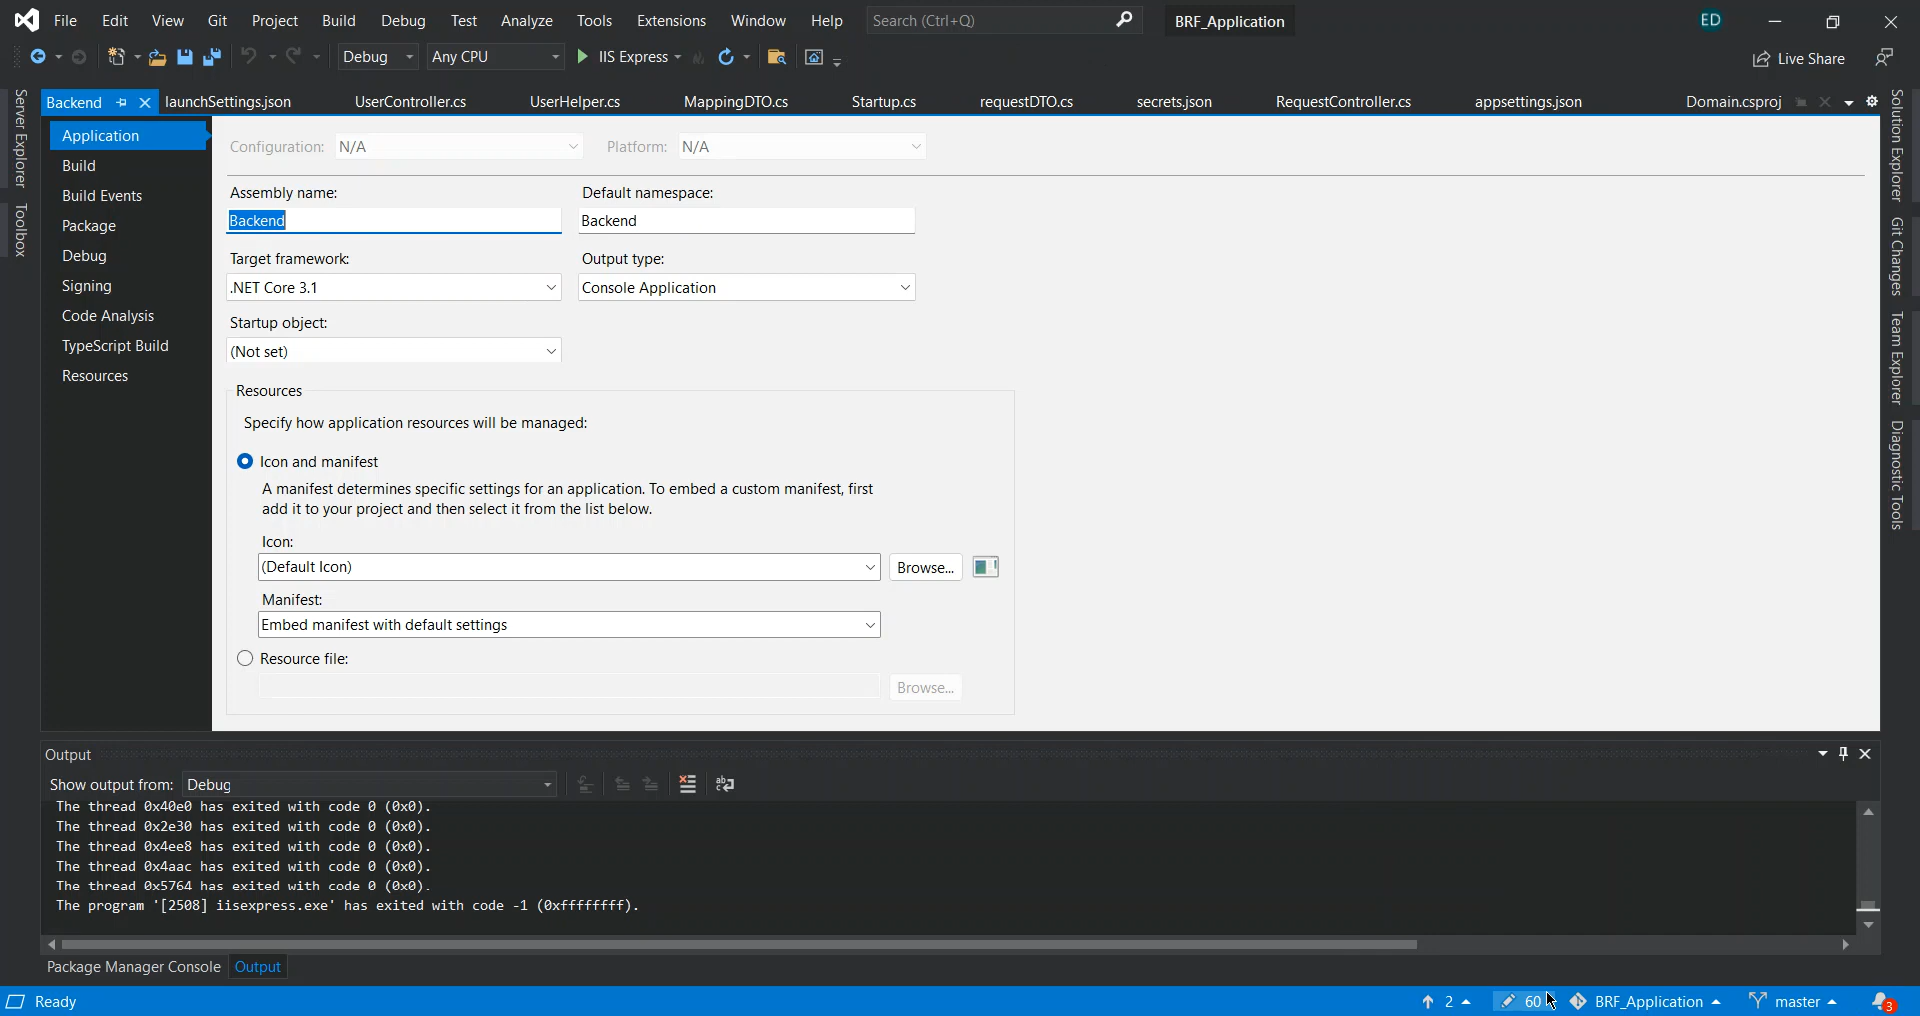 File Edit View Git Project Build Debug Test Analyze Tools Extensions Window Help Search (Ctrl+Q) BRF_Application ED
Debug Any CPU IIS Express Live Share
Server Explorer
Toolbox
Backend launchSettings.json UserController.cs UserHelper.cs MappingDTO.cs Startup.cs requestDTO.cs secrets.json RequestController.cs appsettings.json Domain.csproj
Application
Build
Build Events
Package
Debug
Signing
Code Analysis
TypeScript Build
Resources
Configuration: N/A Platform: N/A
Assembly name: Default namespace:
Backend Backend
Target framework: Output type:
.NET Core 3.1 Console Application
Startup object:
(Not set)
Resources
Specify how application resources will be managed:
Icon and manifest
A manifest determines specific settings for an application. To embed a custom manifest, first
add it to your project and then select it from the list below.
Icon:
(Default Icon) Browse...
Manifest:
Embed manifest with default settings
Resource file:
Browse...
Solution Explorer
Git Changes
Team Explorer
Diagnostic Tools
Output
Show output from: Debug
The thread 0x40e0 has exited with code 0 (0x0).
The thread 0x2e30 has exited with code 0 (0x0).
The thread 0x4ee8 has exited with code 0 (0x0).
The thread 0x4aac has exited with code 0 (0x0).
The thread 0x5764 has exited with code 0 (0x0).
The program '[2508] iisexpress.exe' has exited with code -1 (0xffffffff).
Package Manager Console Output
Ready 2 60 BRF_Application master 3